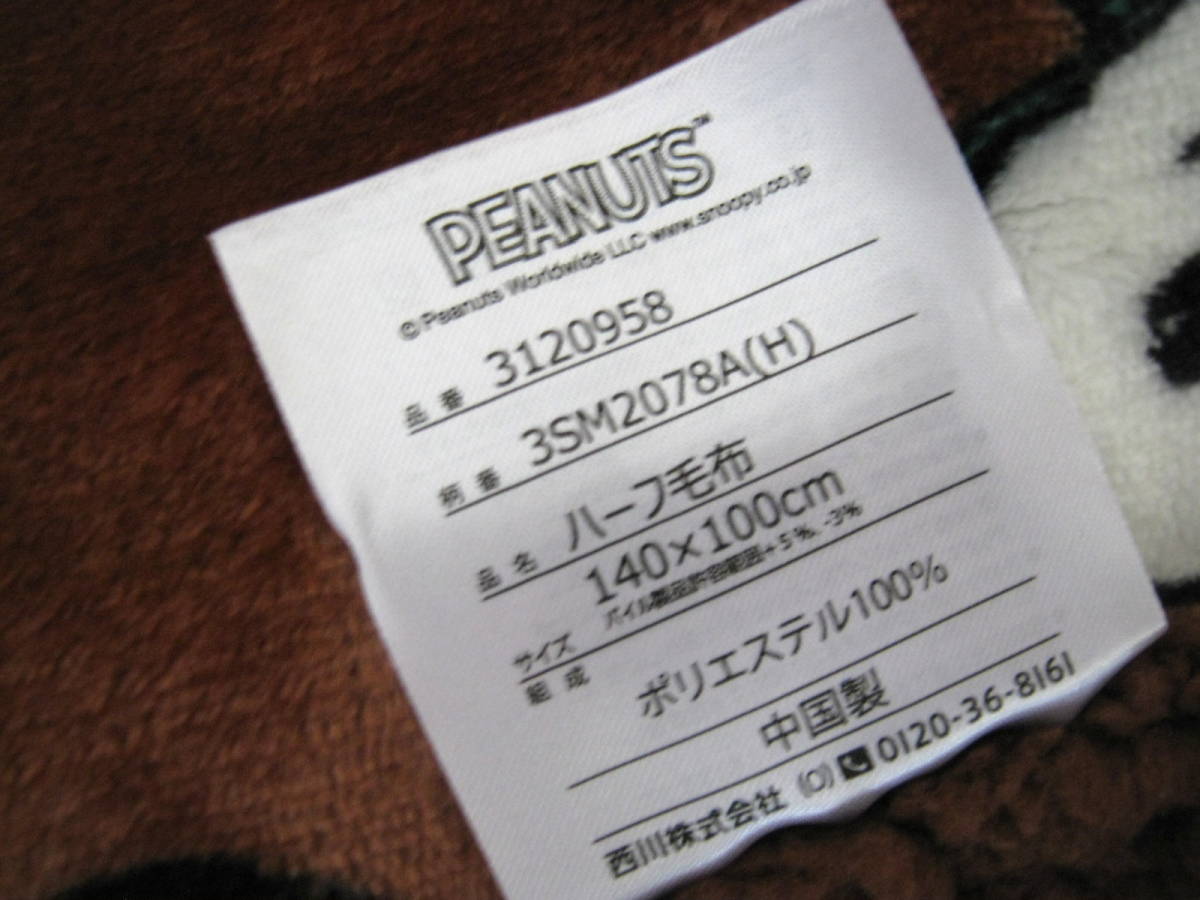 PEANUTS™
© Peanuts Worldwide LLC www.snoopy.co.jp
品番 3120958
柄番 3SM2078A(H)
品名 ハーフ毛布
サイズ 140×100cm
パイル製品許容範囲+5%、-3%
組成 ポリエステル100%
中国製
西川株式会社 (O) 0120-36-8161